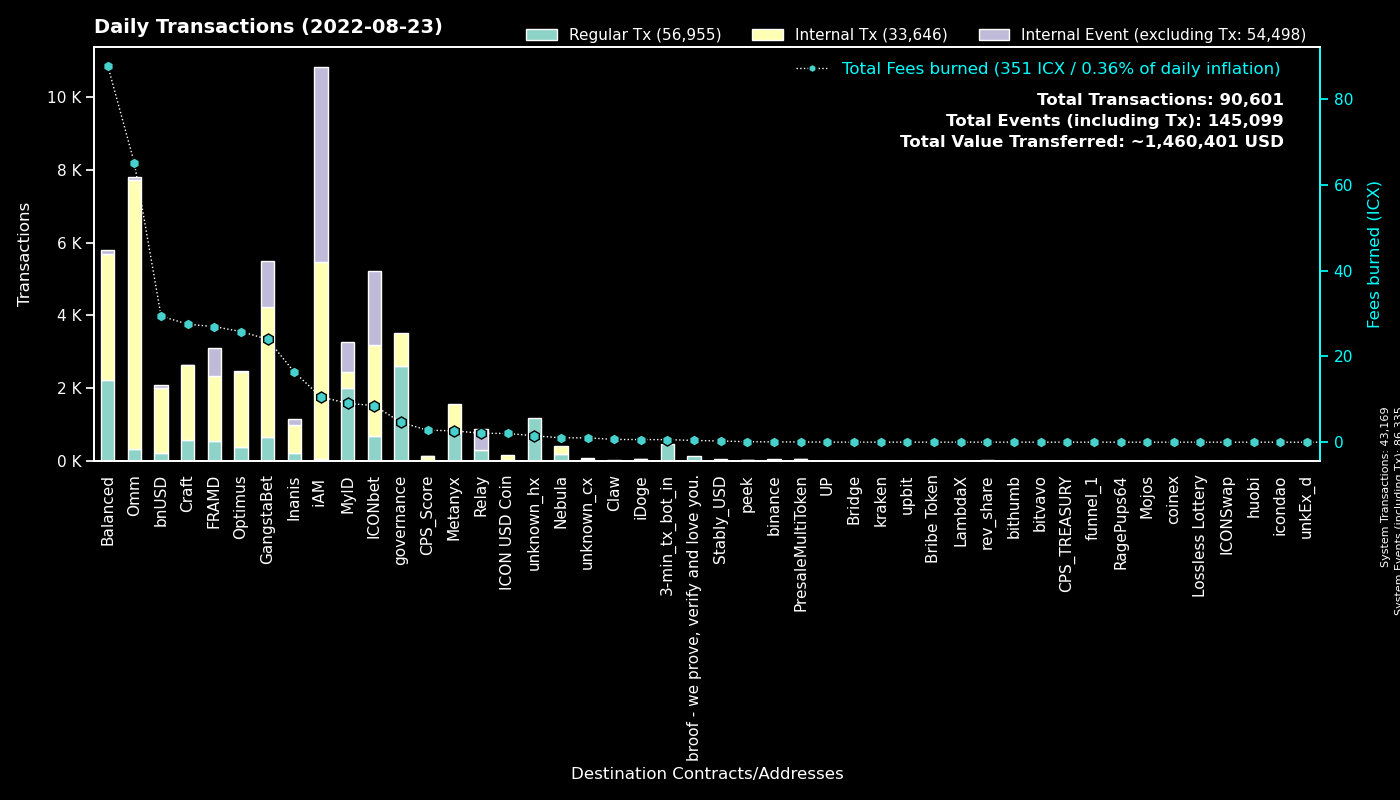 Daily Transactions (2022-08-23)
Regular Tx (56,955)
Internal Tx (33,646)
Internal Event (excluding Tx: 54,498)
Total Fees burned (351 ICX / 0.36% of daily inflation)
Total Transactions: 90,601
Total Events (including Tx): 145,099
Total Value Transferred: ~1,460,401 USD
Transactions
10 K
8 K
6 K
4 K
2 K
0 K
80
60
40
20
0
Fees burned (ICX)
System Transactions: 43,169
System Events (including Tx): 86,335
Balanced
Omm
bnUSD
Craft
FRAMD
Optimus
GangstaBet
Inanis
iAM
MyID
ICONbet
governance
CPS_Score
Metanyx
Relay
ICON USD Coin
unknown_hx
Nebula
unknown_cx
Claw
iDoge
3-min_tx_bot_in
broof - we prove, verify and love you.
Stably_USD
peek
binance
PresaleMultiToken
UP
Bridge
kraken
upbit
Bribe Token
LambdaX
rev_share
bithumb
bitvavo
CPS_TREASURY
funnel_1
RagePups64
Mojos
coinex
Lossless Lottery
ICONSwap
huobi
icondao
unkEx_d
Destination Contracts/Addresses